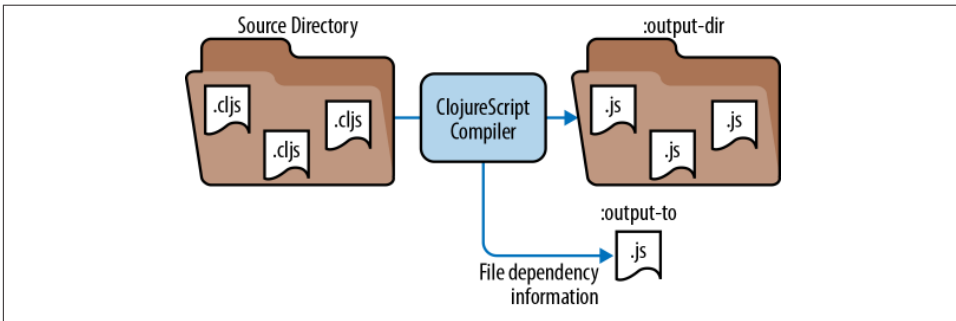 Source Directory
:output-dir
.cljs
.cljs
.cljs
ClojureScript
Compiler
.js
.js
.js
:output-to
.js
File dependency
information